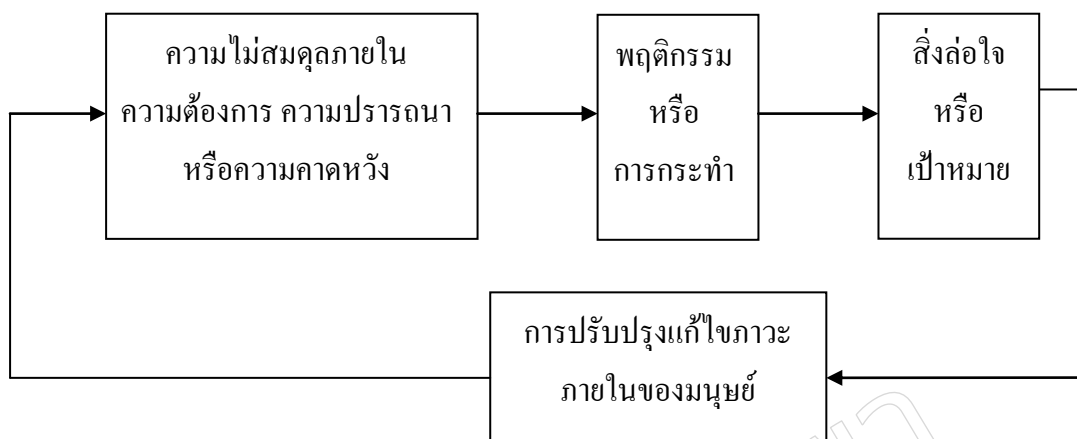 ความไม่สมดุลภายใน
ความต้องการ ความปรารถนา
หรือความคาดหวัง
พฤติกรรม
หรือ
การกระทำ
สิ่งล่อใจ
หรือ
เป้าหมาย
การปรับปรุงแก้ไขภาวะ
ภายในของมนุษย์